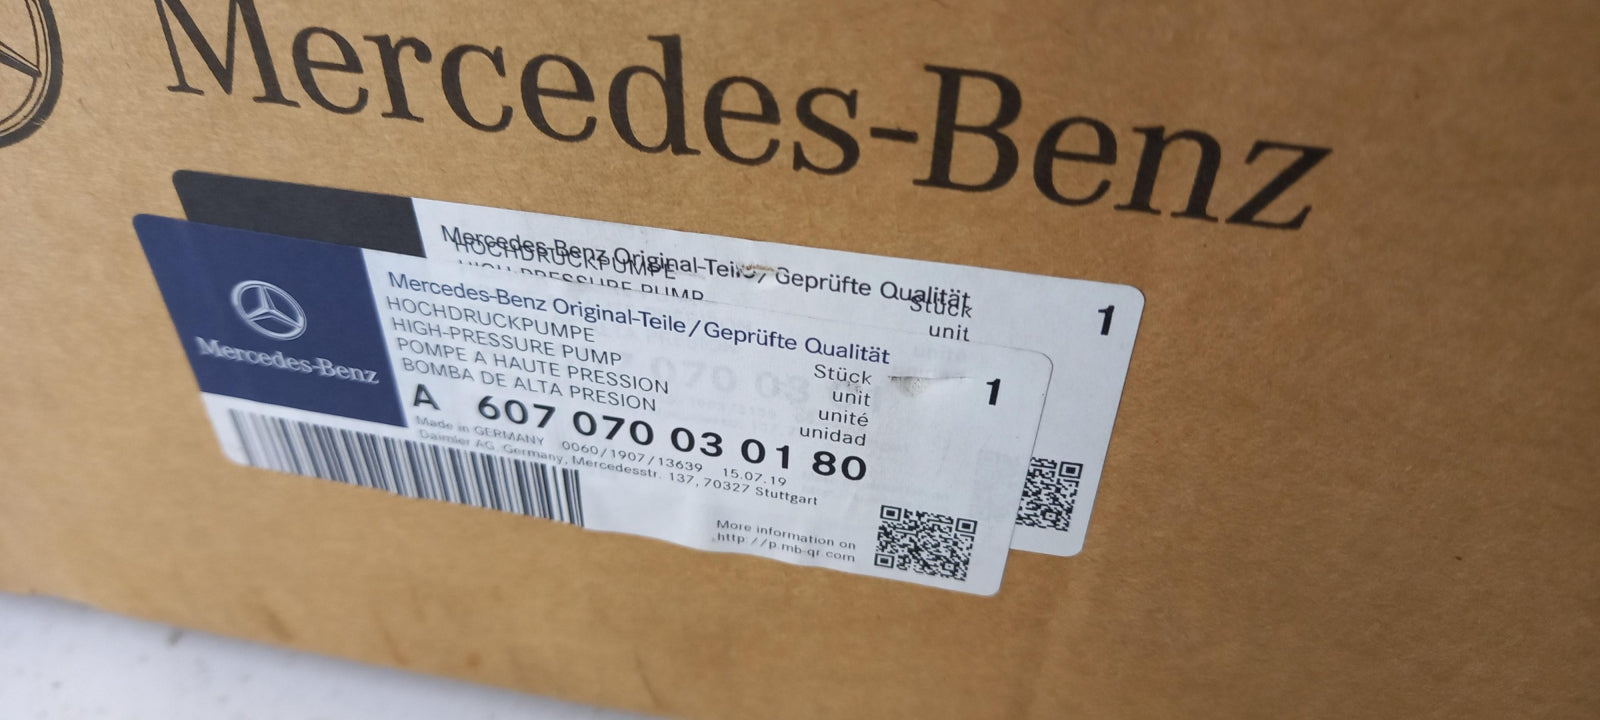 Mercedes-Benz
Mercedes-Benz Original-Teile/Geprüfte Qualität
HOCHDRUCKPUMPE
HIGH-PRESSURE PUMP
Stück
unit
1
Mercedes-Benz
Mercedes-Benz Original-Teile/Geprüfte Qualität
HOCHDRUCKPUMPE
HIGH-PRESSURE PUMP
POMPE A HAUTE PRESSION
BOMBA DE ALTA PRESION
Stück
unit
unité
unidad
1
A 607 070 03 01 80
Made in GERMANY 0060/1907/13639 15.07.19
Daimler AG, Germany, Mercedesstr. 137, 70327 Stuttgart
More information on
http://p.mb-qr.com